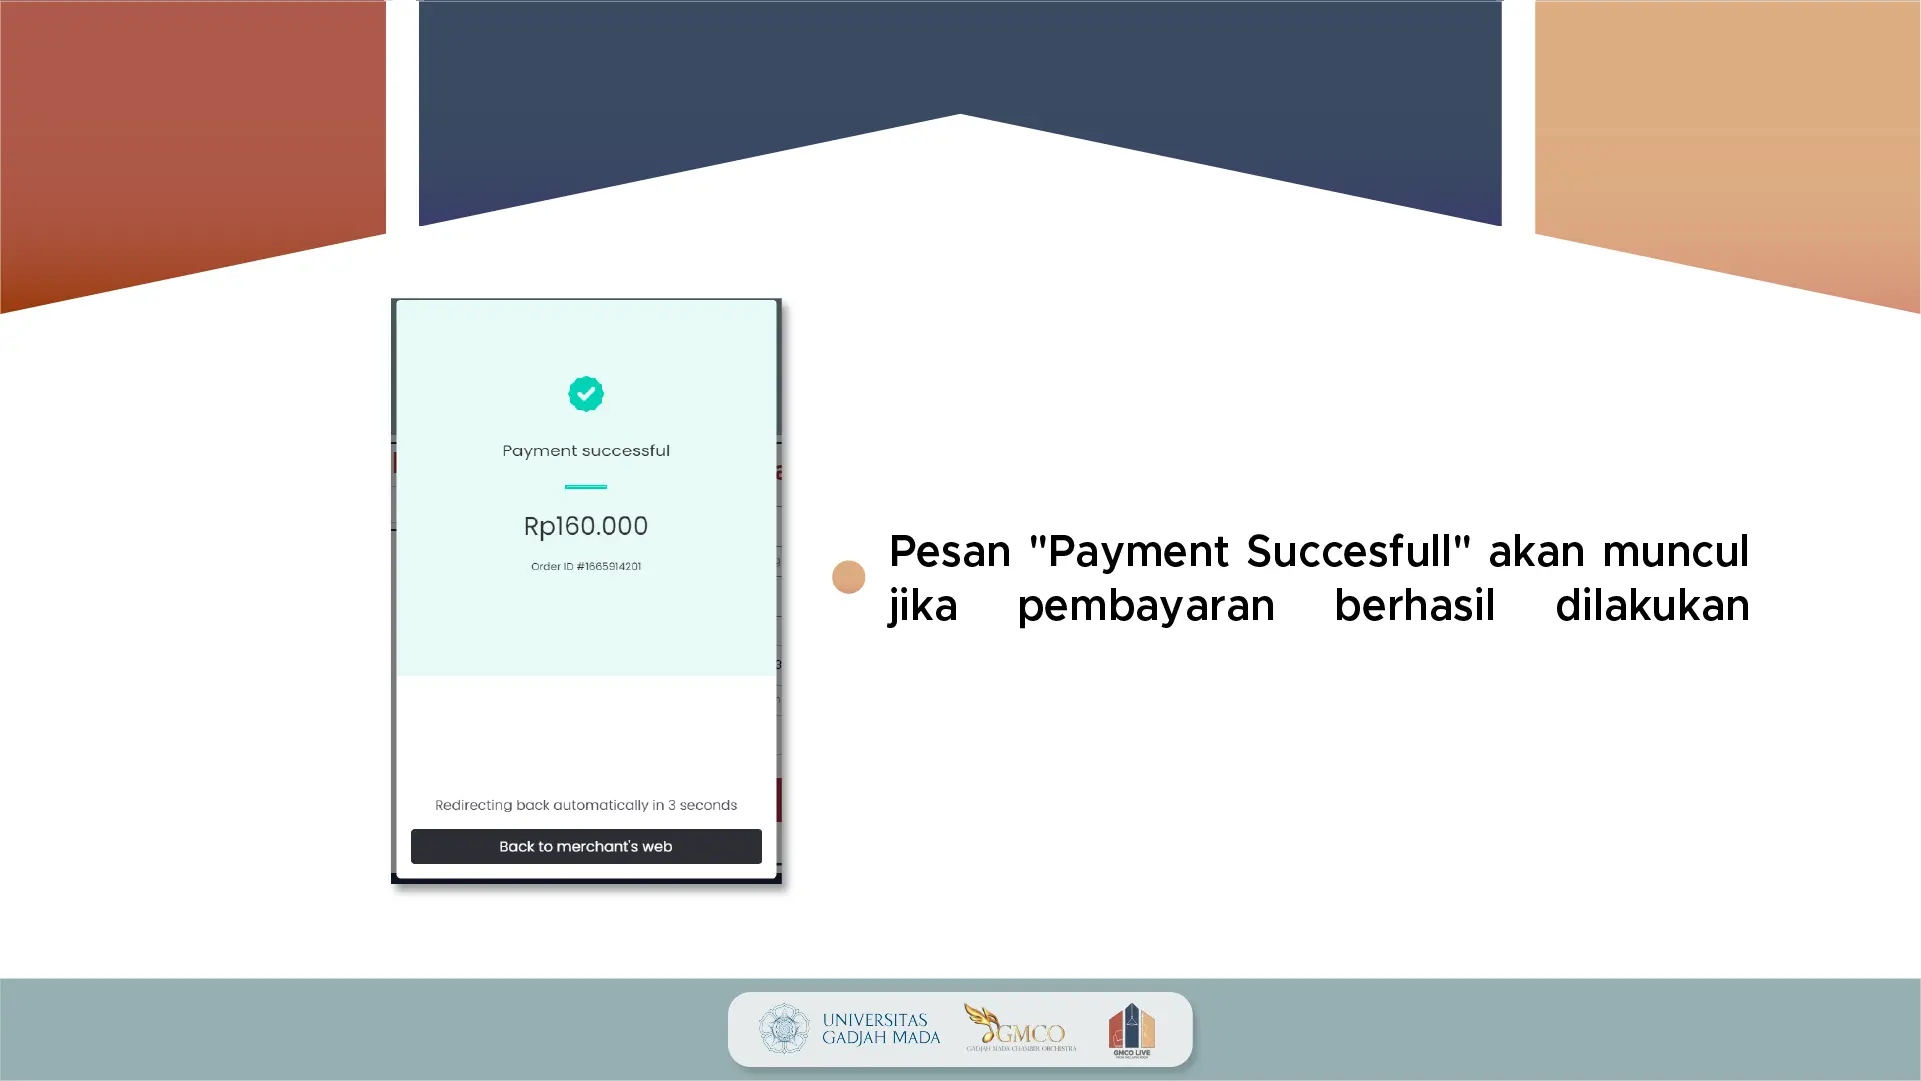 Payment successful
Rp160.000
Order ID #1665914201
Redirecting back automatically in 3 seconds
Back to merchant's web
Pesan "Payment Succesfull" akan muncul
jika pembayaran berhasil dilakukan
UNIVERSITAS
GADJAH MADA
GMCO
GADJAH MADA CHAMBER ORCHESTRA
GMCO LIVE